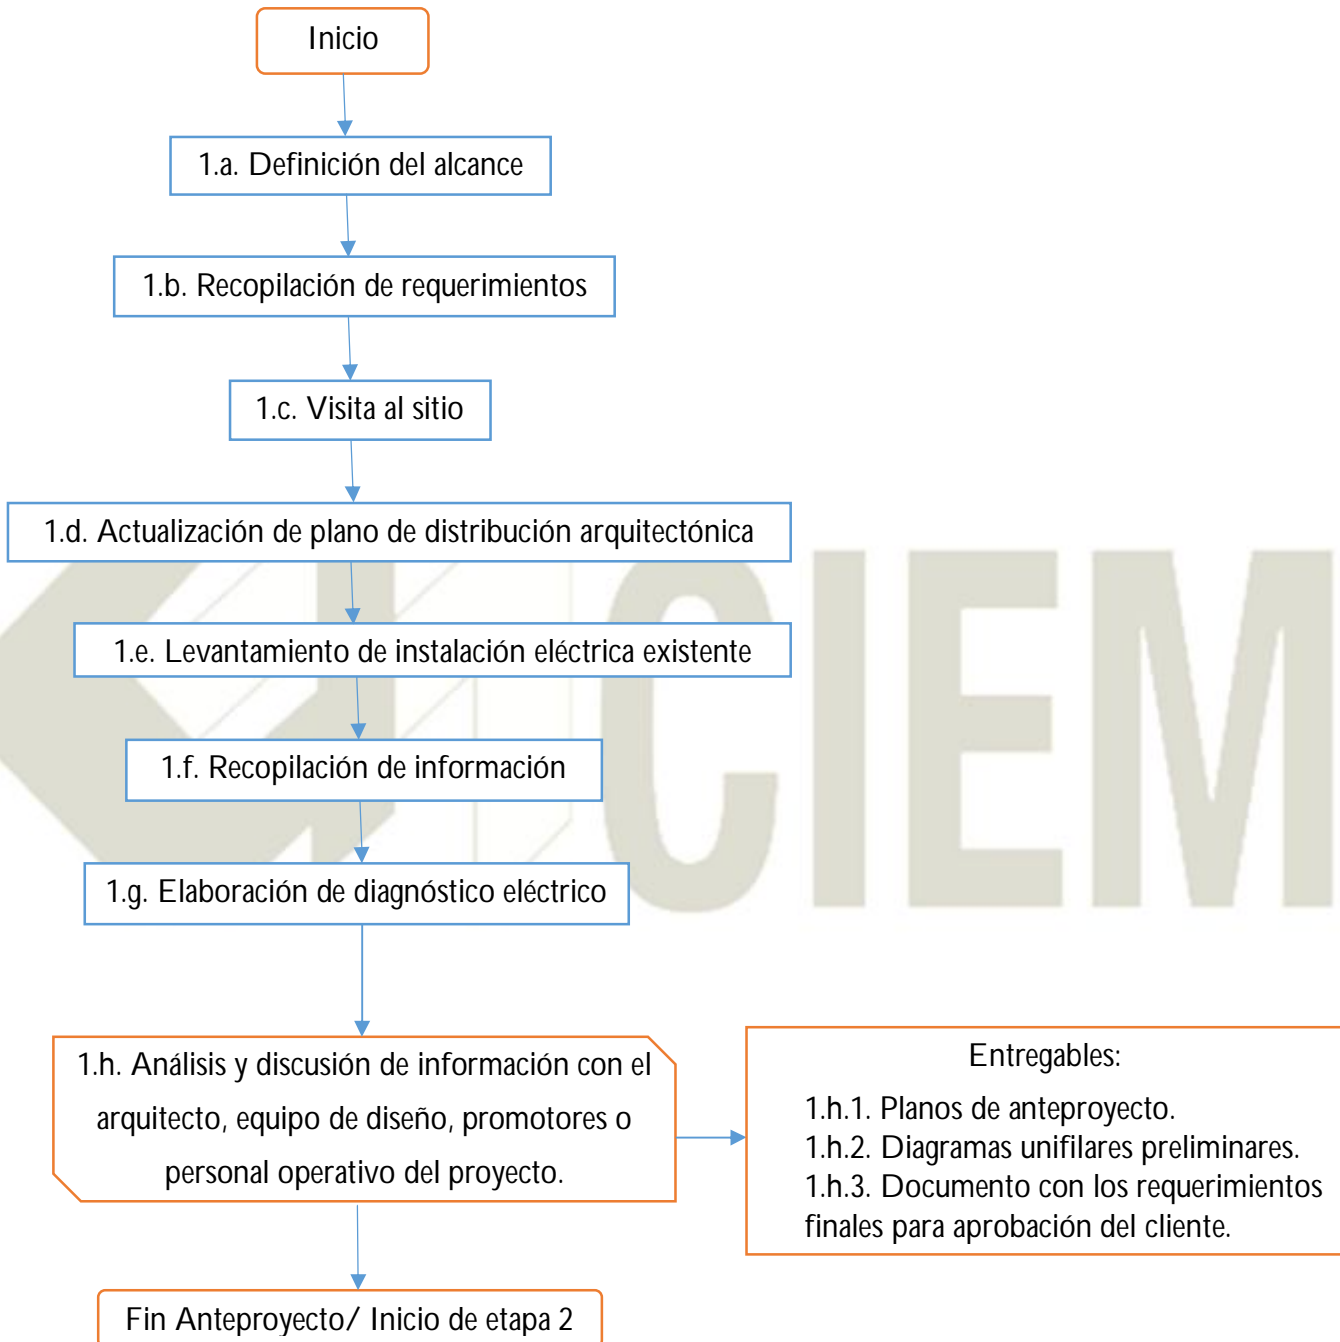 Inicio
1.a. Definición del alcance
1.b. Recopilación de requerimientos
1.c. Visita al sitio
1.d. Actualización de plano de distribución arquitectónica
1.e. Levantamiento de instalación eléctrica existente
1.f. Recopilación de información
1.g. Elaboración de diagnóstico eléctrico
1.h. Análisis y discusión de información con el
arquitecto, equipo de diseño, promotores o
personal operativo del proyecto.
Entregables:
1.h.1. Planos de anteproyecto.
1.h.2. Diagramas unifilares preliminares.
1.h.3. Documento con los requerimientos
finales para aprobación del cliente.
Fin Anteproyecto/ Inicio de etapa 2
CIEM